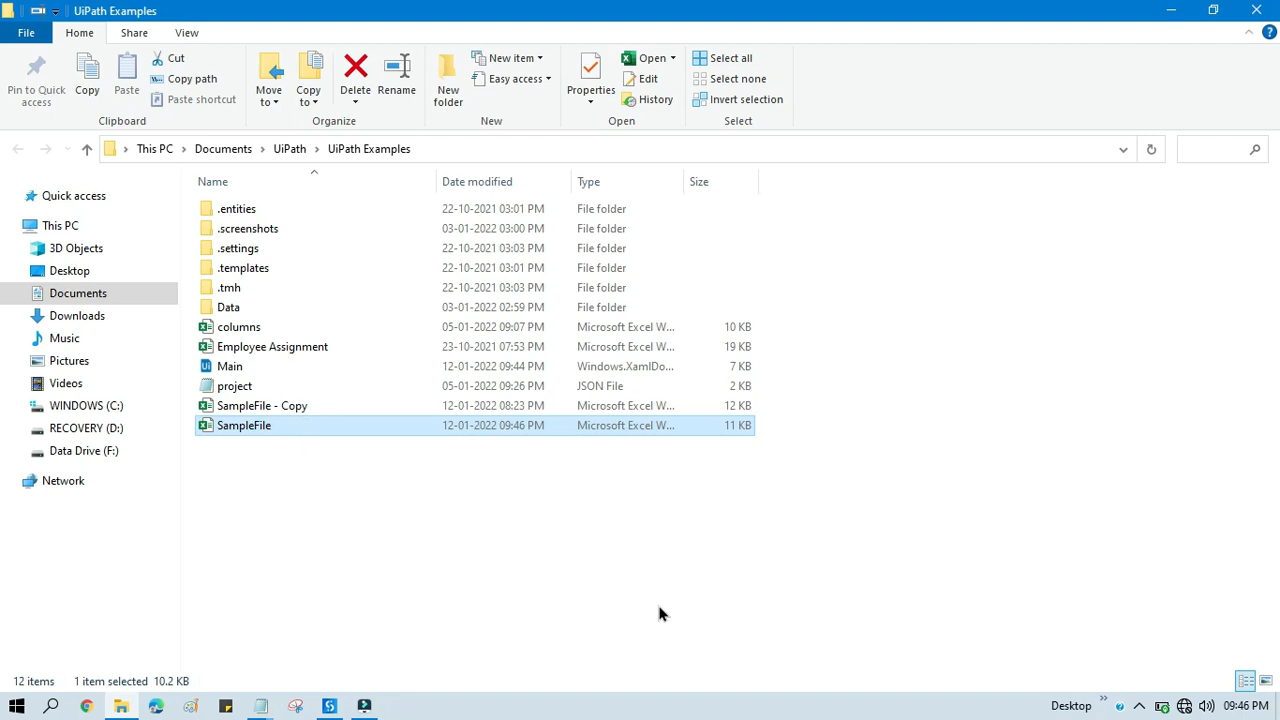 UiPath Examples
File Home Share View
Pin to Quick access
Copy
Paste
Cut
Copy path
Paste shortcut
Clipboard
Move to
Copy to
Delete
Rename
Organize
New folder
New item
Easy access
New
Properties
Open
Edit
History
Open
Select all
Select none
Invert selection
Select
This PC > Documents > UiPath > UiPath Examples
Quick access
This PC
3D Objects
Desktop
Documents
Downloads
Music
Pictures
Videos
WINDOWS (C:)
RECOVERY (D:)
Data Drive (F:)
Network
Name Date modified Type Size
.entities 22-10-2021 03:01 PM File folder
.screenshots 03-01-2022 03:00 PM File folder
.settings 22-10-2021 03:03 PM File folder
.templates 22-10-2021 03:01 PM File folder
.tmh 22-10-2021 03:03 PM File folder
Data 03-01-2022 02:59 PM File folder
columns 05-01-2022 09:07 PM Microsoft Excel W... 10 KB
Employee Assignment 23-10-2021 07:53 PM Microsoft Excel W... 19 KB
Main 12-01-2022 09:44 PM Windows.XamlDo... 7 KB
project 05-01-2022 09:26 PM JSON File 2 KB
SampleFile - Copy 12-01-2022 08:23 PM Microsoft Excel W... 12 KB
SampleFile 12-01-2022 09:46 PM Microsoft Excel W... 11 KB
12 items 1 item selected 10.2 KB
Desktop 09:46 PM